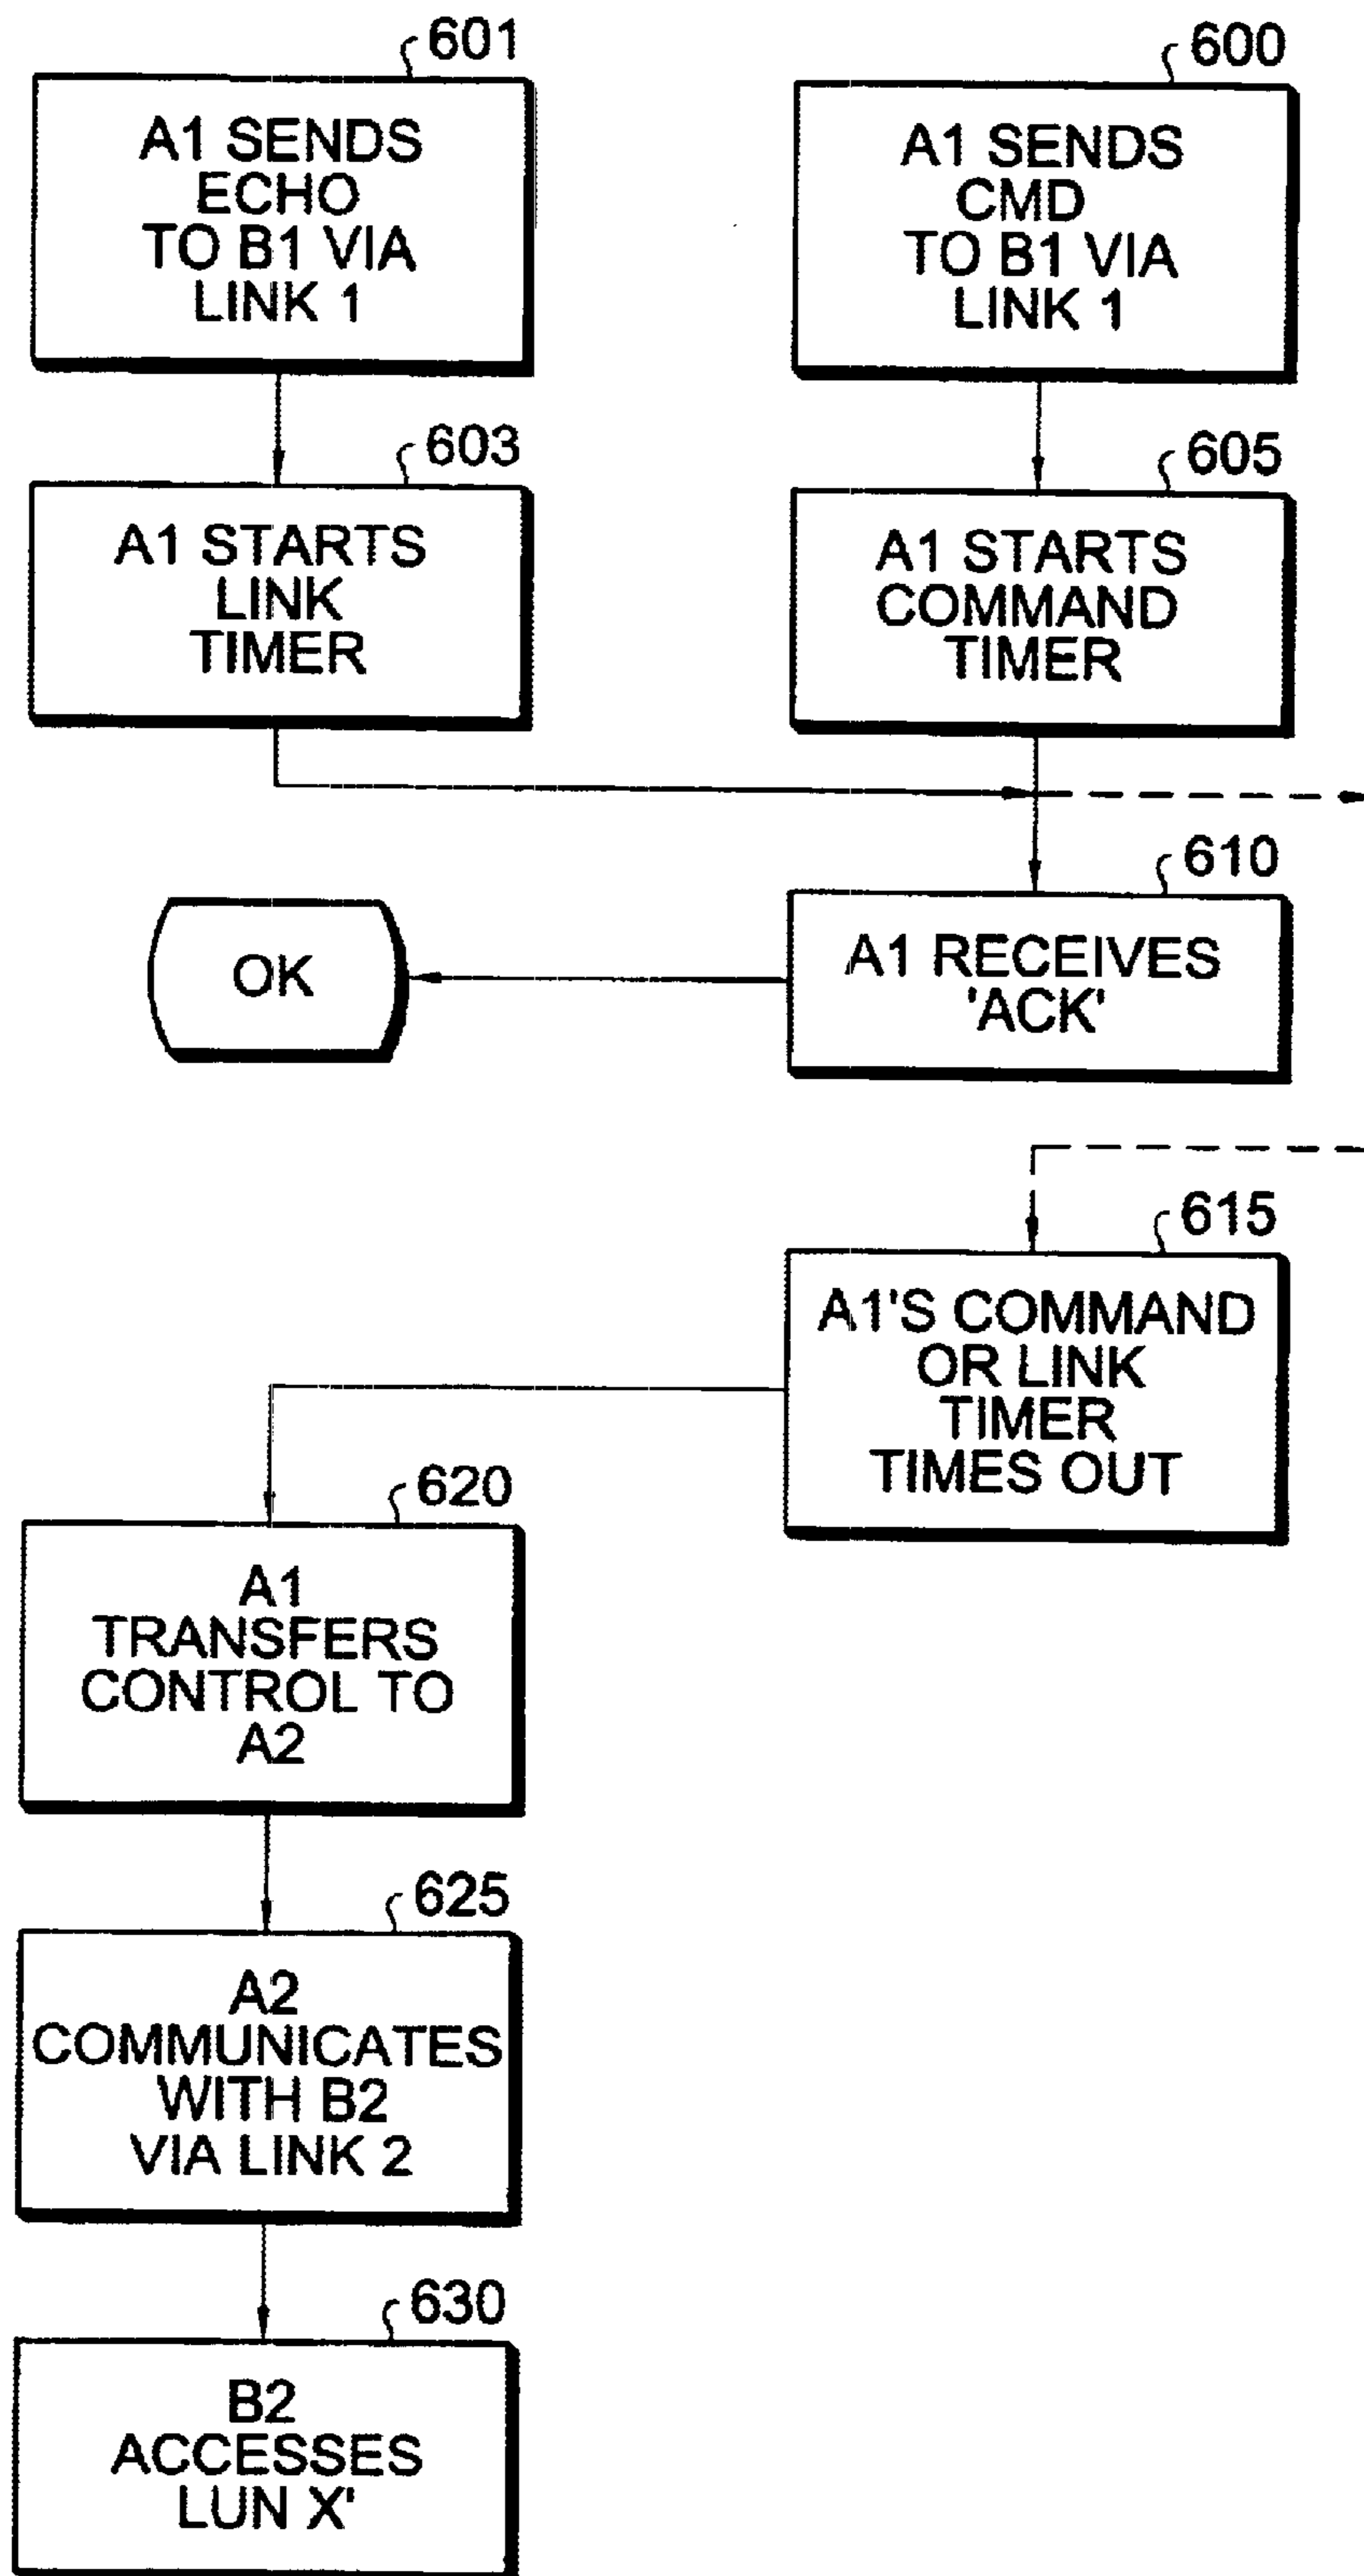 601
A1 SENDS
ECHO
TO B1 VIA
LINK 1
600
A1 SENDS
CMD
TO B1 VIA
LINK 1
603
A1 STARTS
LINK
TIMER
605
A1 STARTS
COMMAND
TIMER
610
A1 RECEIVES
'ACK'
OK
615
A1'S COMMAND
OR LINK
TIMER
TIMES OUT
620
A1
TRANSFERS
CONTROL TO
A2
625
A2
COMMUNICATES
WITH B2
VIA LINK 2
630
B2
ACCESSES
LUN X'